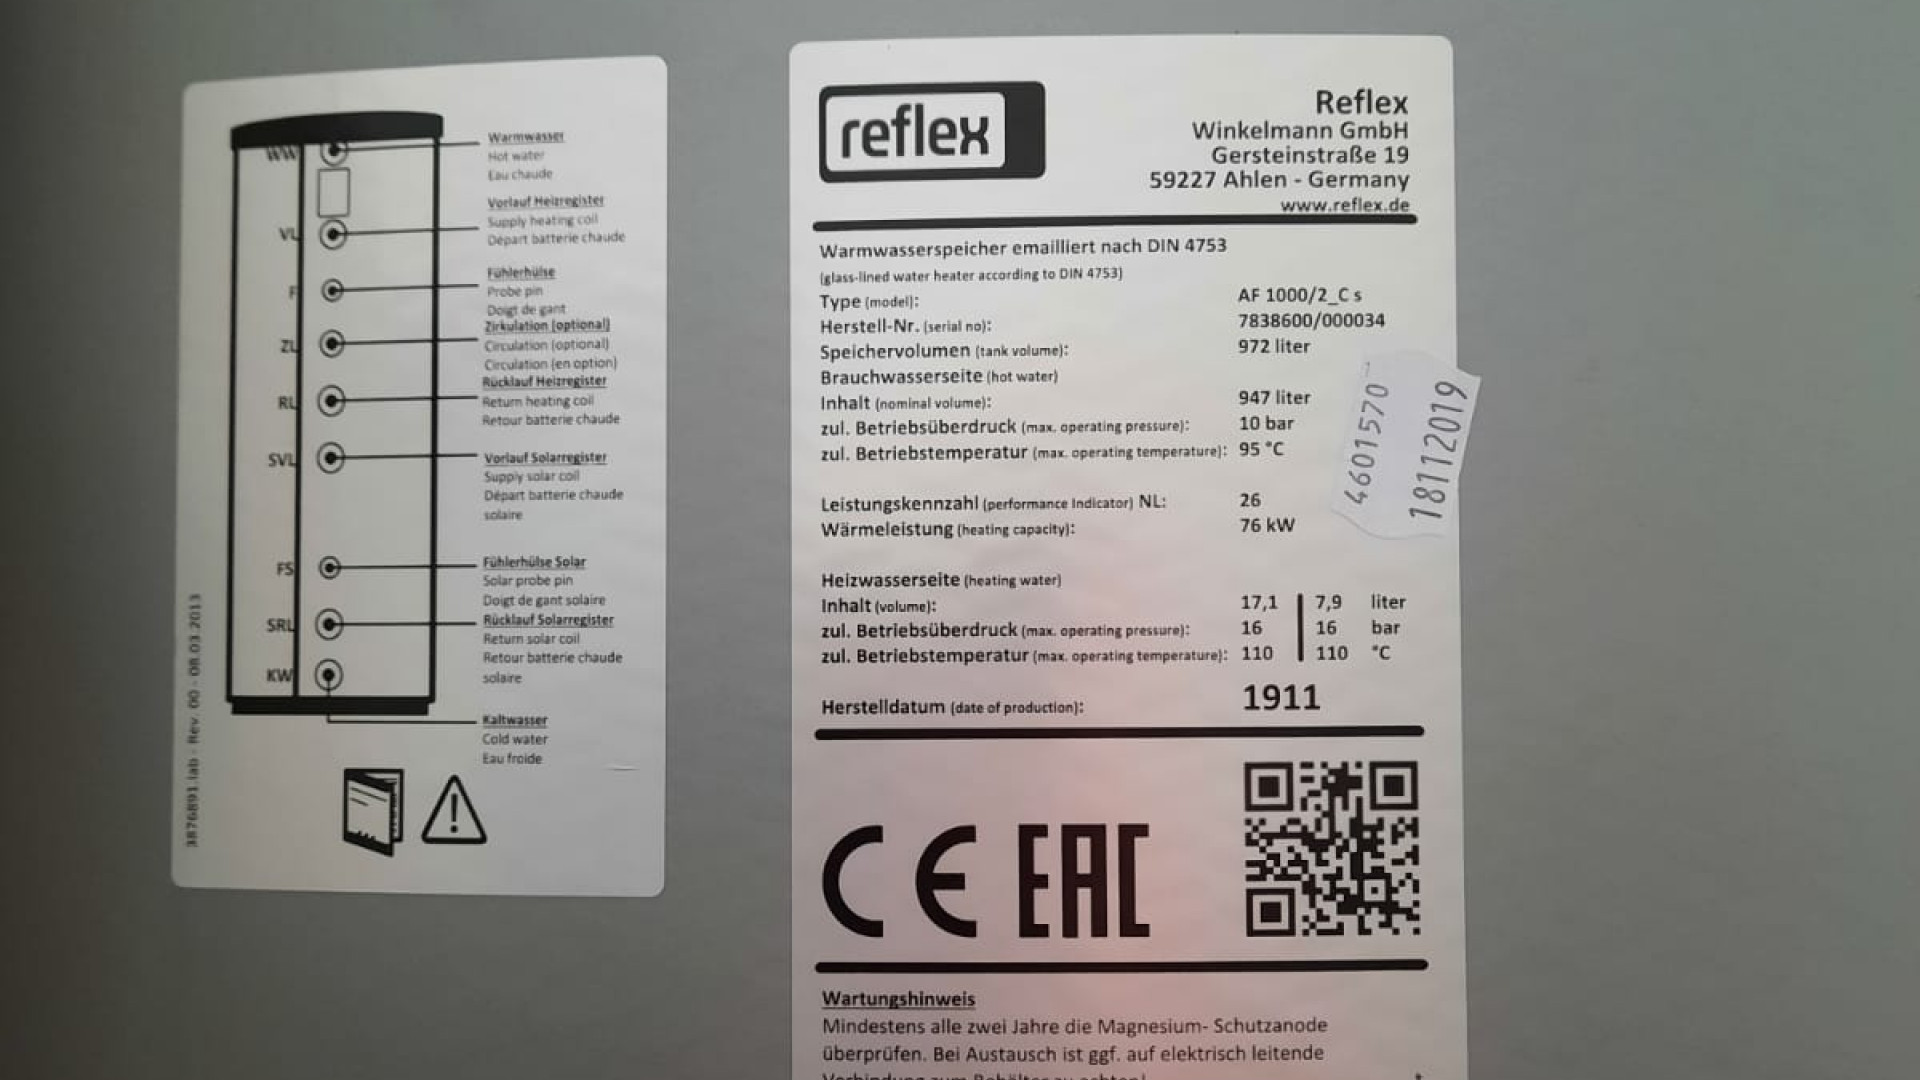 WW
VL
F
ZL
RL
SVL
FS
SRL
KW
Warmwasser
Hot water
Eau chaude
Vorlauf Heizregister
Supply heating coil
Départ batterie chaude
Fühlerhülse
Probe pin
Doigt de gant
Zirkulation (optional)
Circulation (optional)
Circulation (en option)
Rücklauf Heizregister
Return heating coil
Retour batterie chaude
Vorlauf Solarregister
Supply solar coil
Départ batterie chaude
solaire
Fühlerhülse Solar
Solar probe pin
Doigt de gant solaire
Rücklauf Solarregister
Return solar coil
Retour batterie chaude
solaire
Kaltwasser
Cold water
Eau froide
3876891.lab - Rev. 00 - 08.03.2013
reflex
Reflex
Winkelmann GmbH
Gersteinstraße 19
59227 Ahlen - Germany
www.reflex.de
Warmwasserspeicher emailliert nach DIN 4753
(glass-lined water heater according to DIN 4753)
Type (model): AF 1000/2_C s
Herstell-Nr. (serial no): 7838600/000034
Speichervolumen (tank volume): 972 liter
Brauchwasserseite (hot water)
Inhalt (nominal volume): 947 liter
zul. Betriebsüberdruck (max. operating pressure): 10 bar
zul. Betriebstemperatur (max. operating temperature): 95 °C
Leistungskennzahl (performance Indicator) NL: 26
Wärmeleistung (heating capacity): 76 kW
Heizwasserseite (heating water)
Inhalt (volume): 17,1 7,9 liter
zul. Betriebsüberdruck (max. operating pressure): 16 16 bar
zul. Betriebstemperatur (max. operating temperature): 110 110 °C
Herstelldatum (date of production): 1911
4601570
18112019
CE EAC
Wartungshinweis
Mindestens alle zwei Jahre die Magnesium- Schutzanode
überprüfen. Bei Austausch ist ggf. auf elektrisch leitende
Verbindung zum Behälter zu achten!